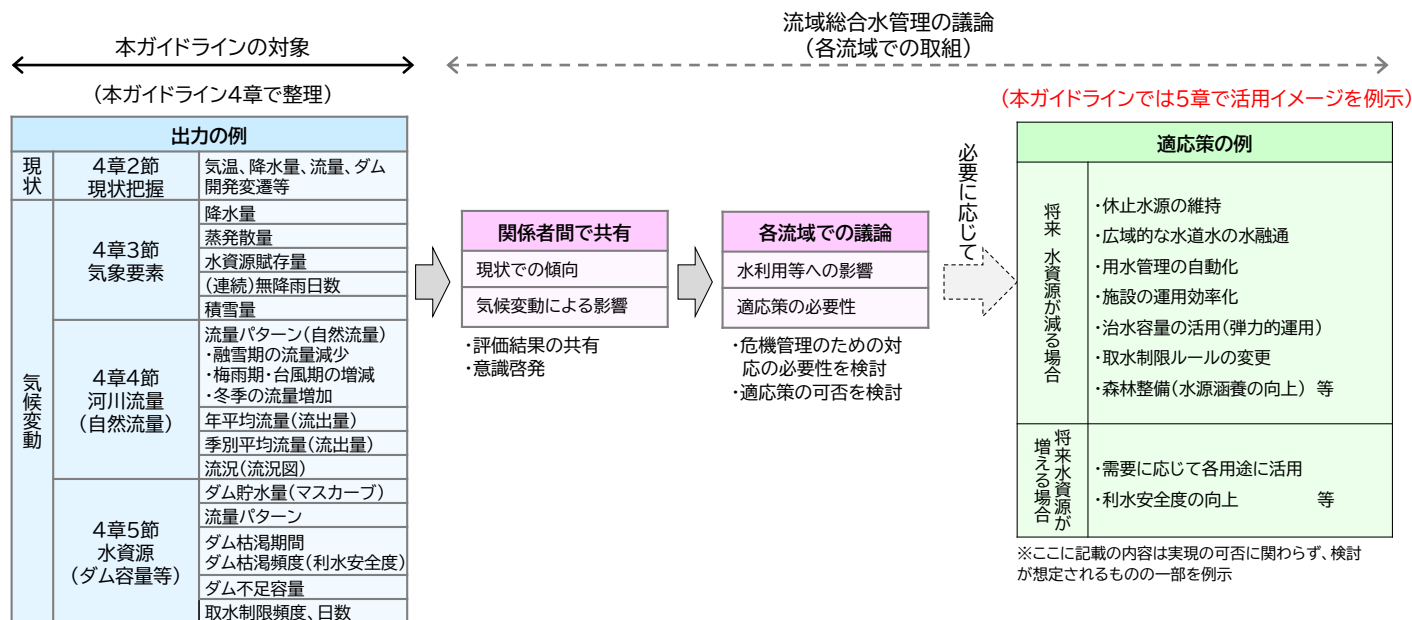 本ガイドラインの対象
流域総合水管理の議論
(各流域での取組)
(本ガイドライン4章で整理)
(本ガイドラインでは5章で活用イメージを例示)
出力の例
現状
4章2節
現状把握
気温、降水量、流量、ダム
開発変遷等
気候変動
4章3節
気象要素
降水量
蒸発散量
水資源賦存量
(連続)無降雨日数
積雪量
4章4節
河川流量
(自然流量)
流量パターン(自然流量)
・融雪期の流量減少
・梅雨期・台風期の増減
・冬季の流量増加
年平均流量(流出量)
季別平均流量(流出量)
流況(流況図)
4章5節
水資源
(ダム容量等)
ダム貯水量(マスカーブ)
流量パターン
ダム枯渇期間
ダム枯渇頻度(利水安全度)
ダム不足容量
取水制限頻度、日数
関係者間で共有
現状での傾向
気候変動による影響
・評価結果の共有
・意識啓発
各流域での議論
水利用等への影響
適応策の必要性
・危機管理のための対
応の必要性を検討
・適応策の可否を検討
必要に応じて
適応策の例
将来 水資源が減る場合
・休止水源の維持
・広域的な水道水の水融通
・用水管理の自動化
・施設の運用効率化
・治水容量の活用(弾力的運用)
・取水制限ルールの変更
・森林整備(水源涵養の向上) 等
将来水資源が
増える場合
・需要に応じて各用途に活用
・利水安全度の向上 等
※ここに記載の内容は実現の可否に関わらず、検討
が想定されるものの一部を例示